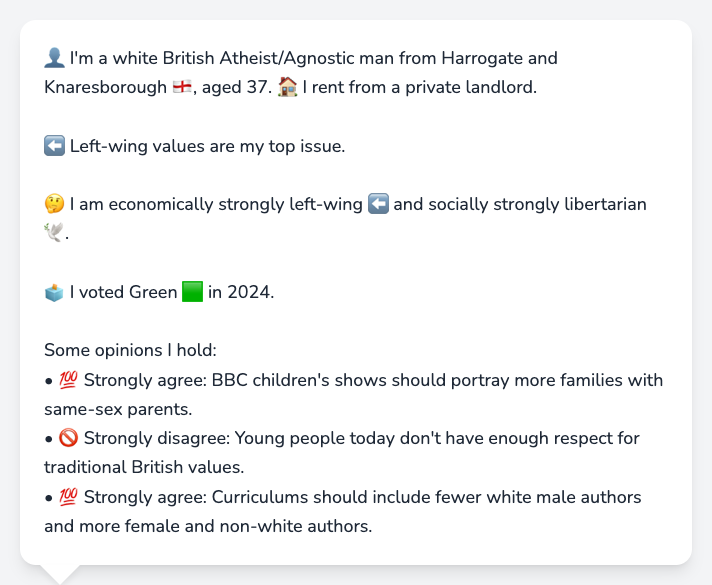 👤 I'm a white British Atheist/Agnostic man from Harrogate and
Knaresborough 🏴󠁧󠁢󠁥󠁮󠁧󠁿, aged 37. 🏠 I rent from a private landlord.
⬅️ Left-wing values are my top issue.
🤔 I am economically strongly left-wing ⬅️ and socially strongly libertarian
🕊️.
🗳️ I voted Green 🟩 in 2024.
Some opinions I hold:
• 💯 Strongly agree: BBC children's shows should portray more families with
same-sex parents.
• 🚫 Strongly disagree: Young people today don't have enough respect for
traditional British values.
• 💯 Strongly agree: Curriculums should include fewer white male authors
and more female and non-white authors.